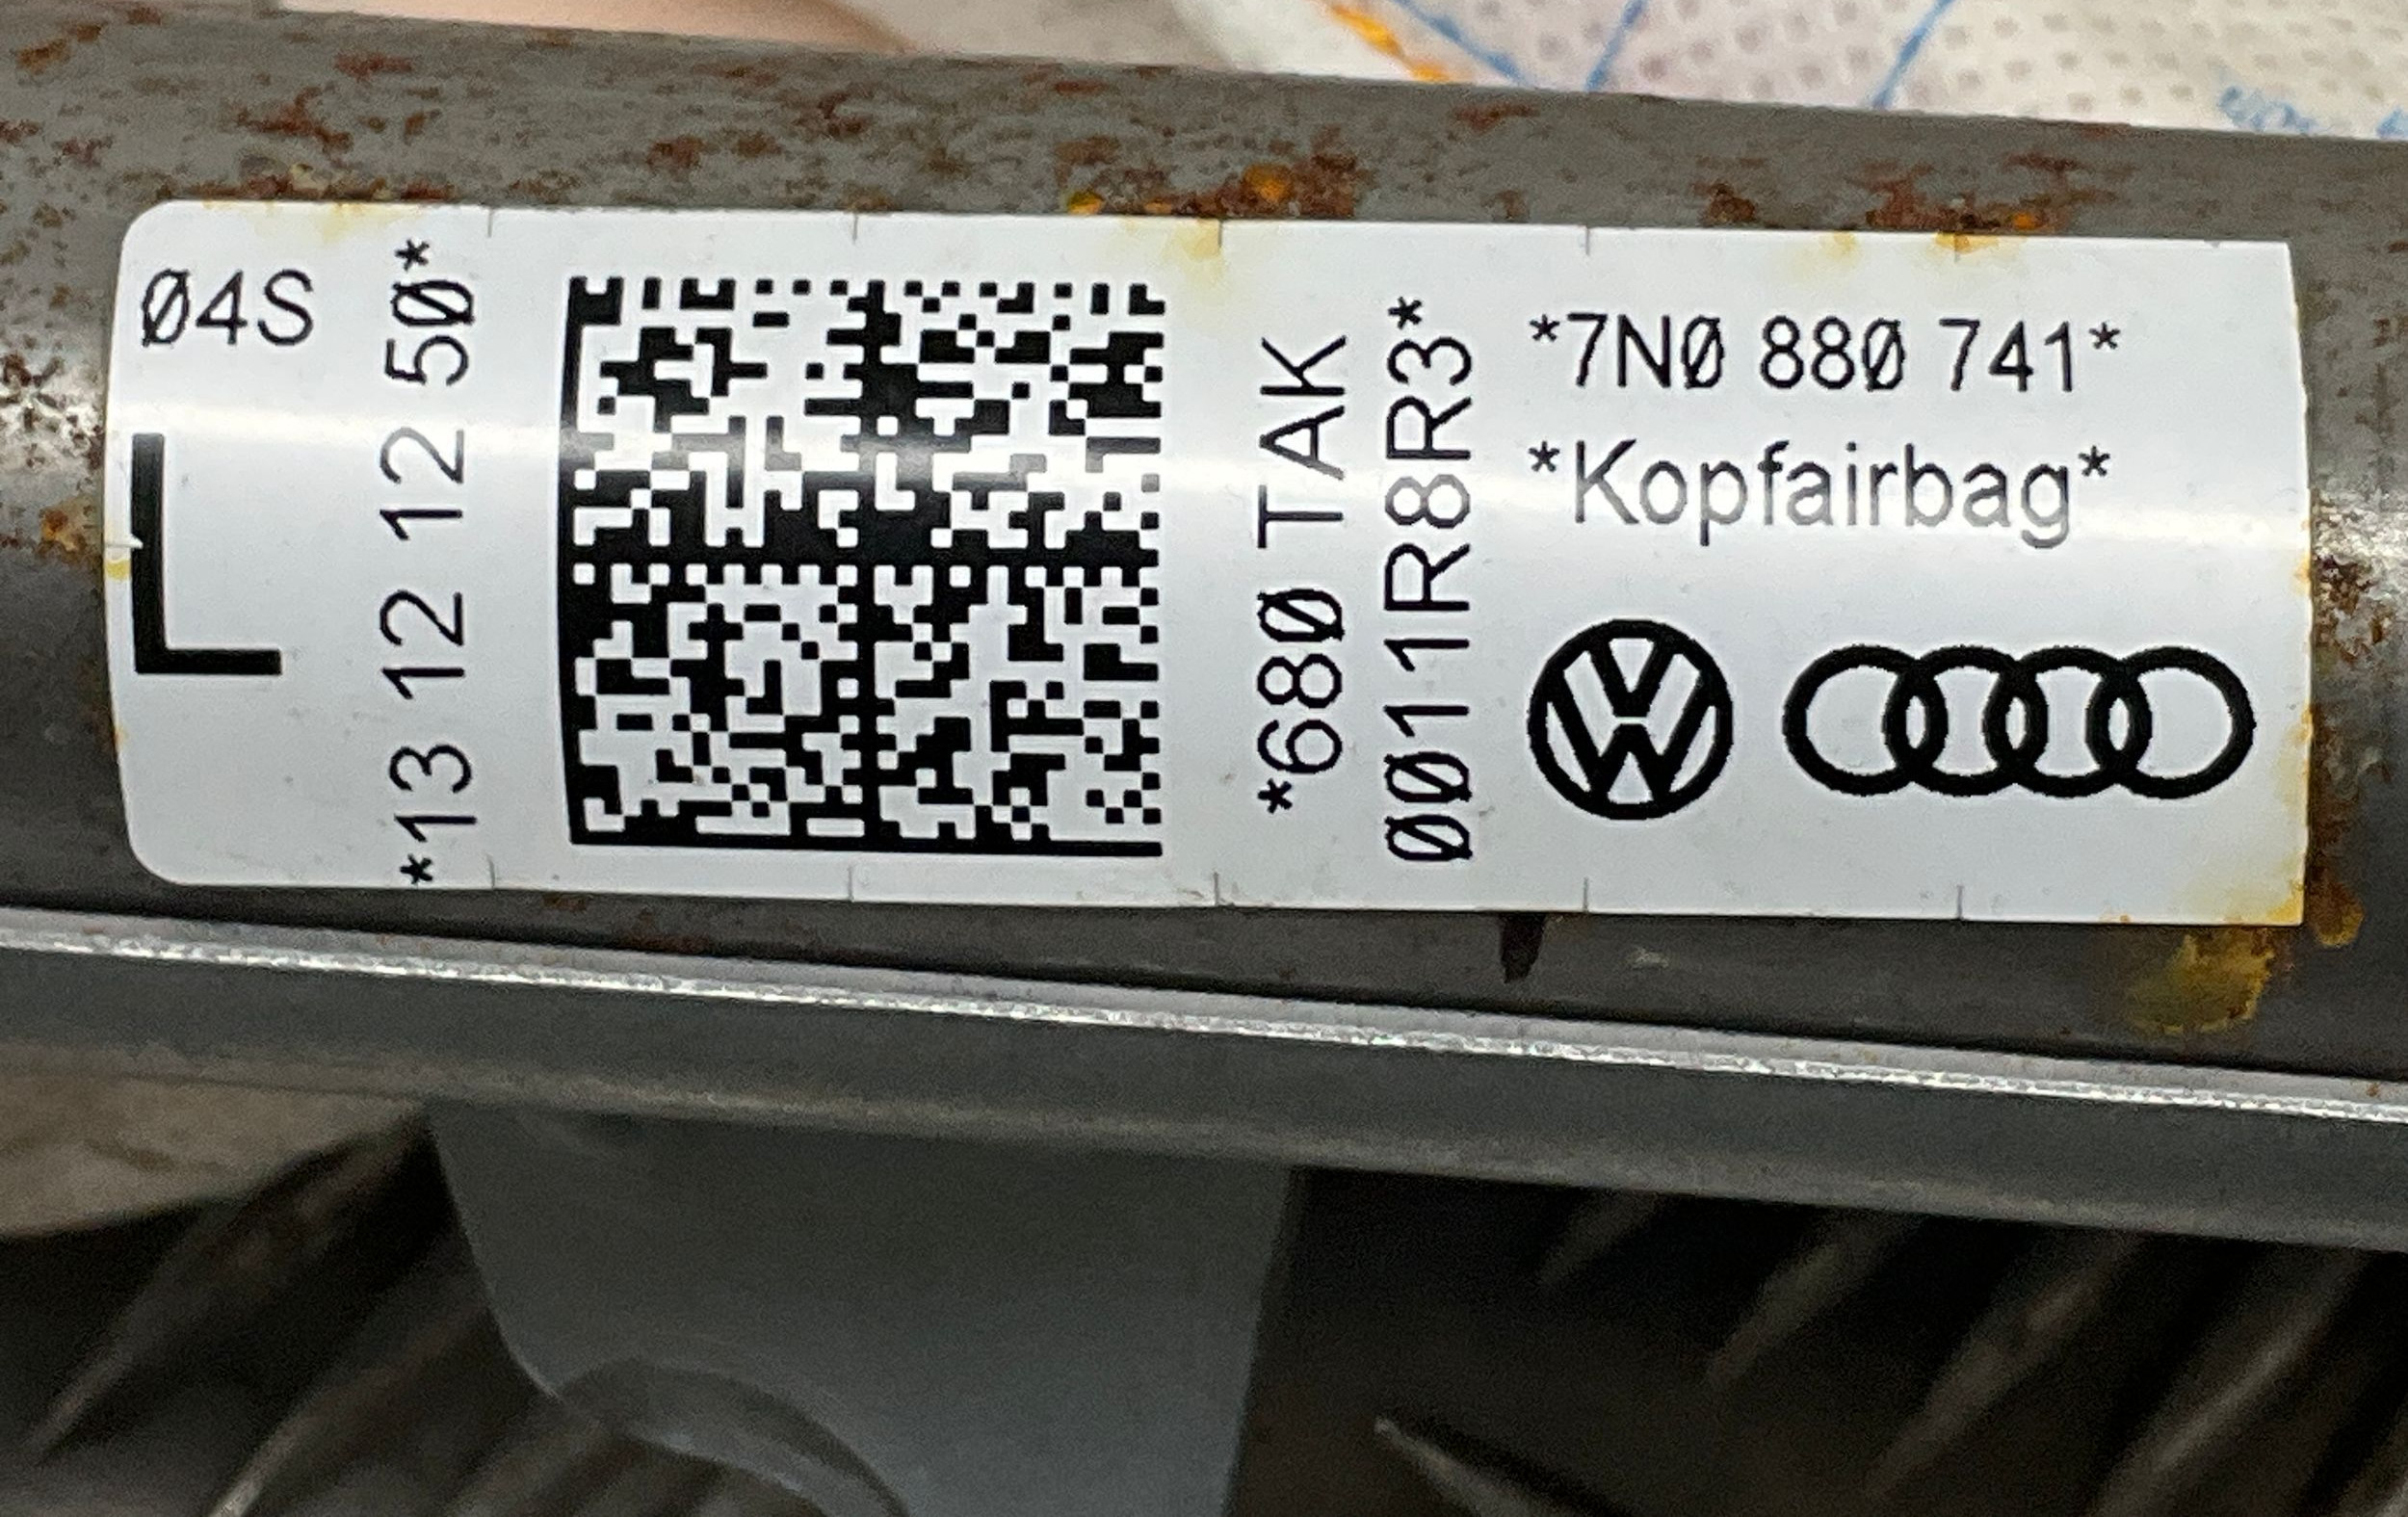 Ø4S
L
*13 12 12 5Ø*
*68Ø TAK
ØØ11R8R3*
*7NØ 88Ø 741*
*Kopfairbag*